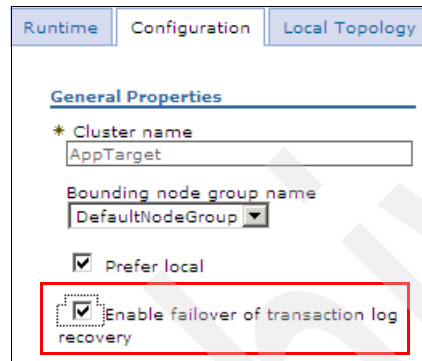 Runtime Configuration Local Topology
General Properties
* Cluster name
AppTarget
Bounding node group name
DefaultNodeGroup
Prefer local
Enable failover of transaction log
recovery